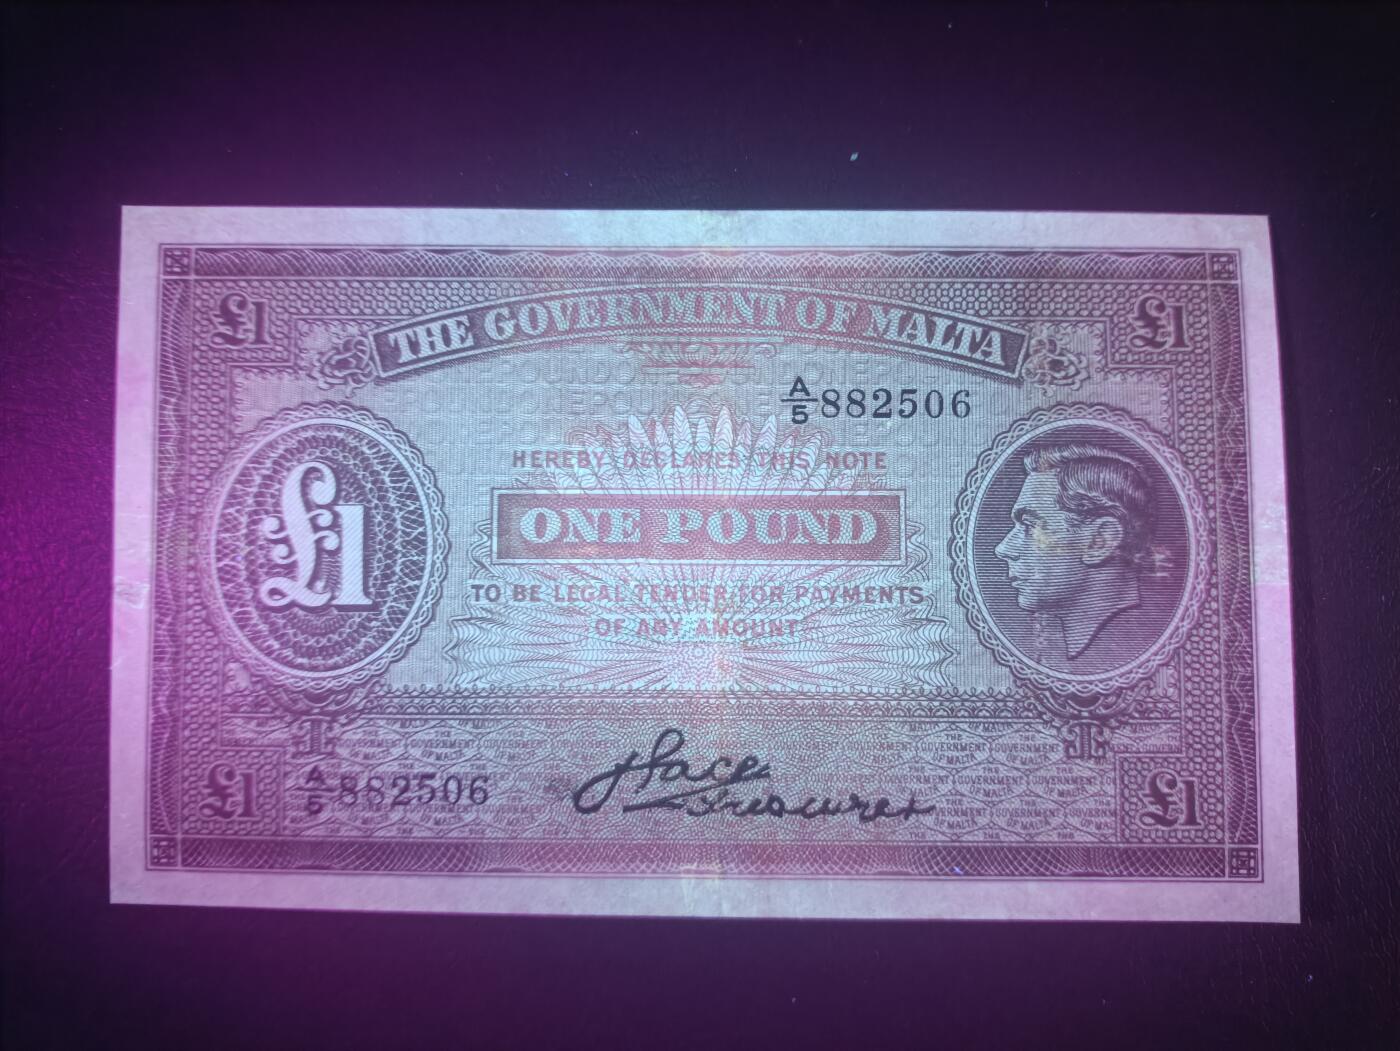 £1 £1
THE GOVERNMENT OF MALTA
A/5 882506
HEREBY DECLARES THIS NOTE
£1
ONE POUND
TO BE LEGAL TENDER FOR PAYMENTS
OF ANY AMOUNT
A/5 882506
Treasurer
£1 £1